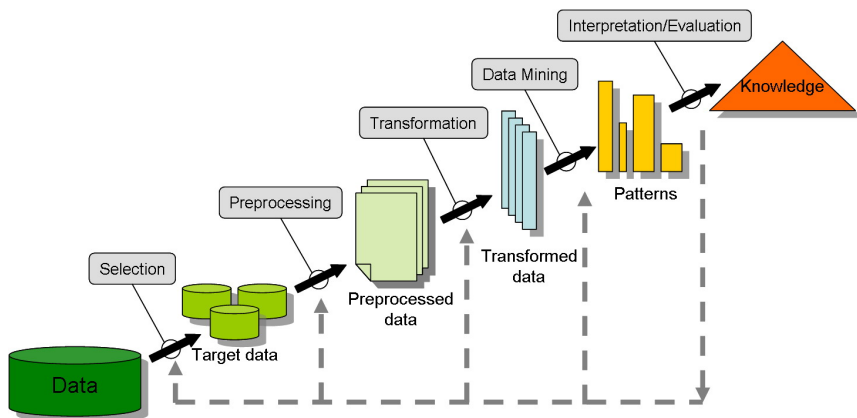 Interpretation/Evaluation
Data Mining
Knowledge
Transformation
Patterns
Preprocessing
Transformed
data
Selection
Preprocessed
data
Target data
Data